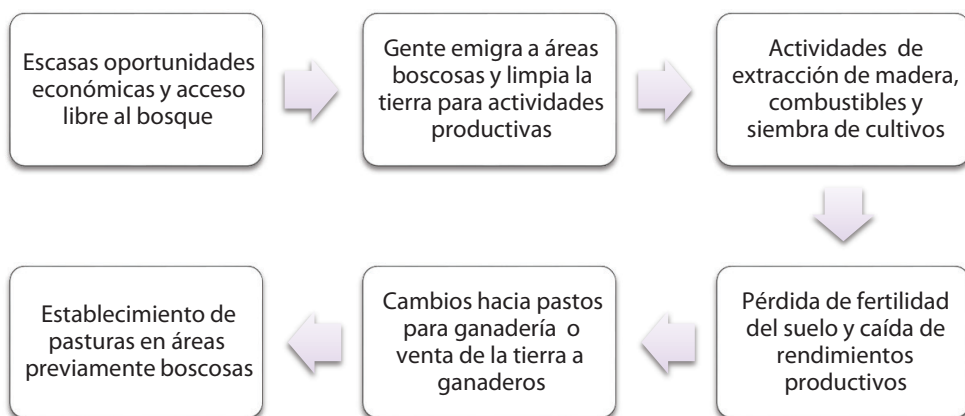 Escasas oportunidades
económicas y acceso
libre al bosque
Gente emigra a áreas
boscosas y limpia la
tierra para actividades
productivas
Actividades de
extracción de madera,
combustibles y
siembra de cultivos
Pérdida de fertilidad
del suelo y caída de
rendimientos
productivos
Cambios hacia pastos
para ganadería o
venta de la tierra a
ganaderos
Establecimiento de
pasturas en áreas
previamente boscosas